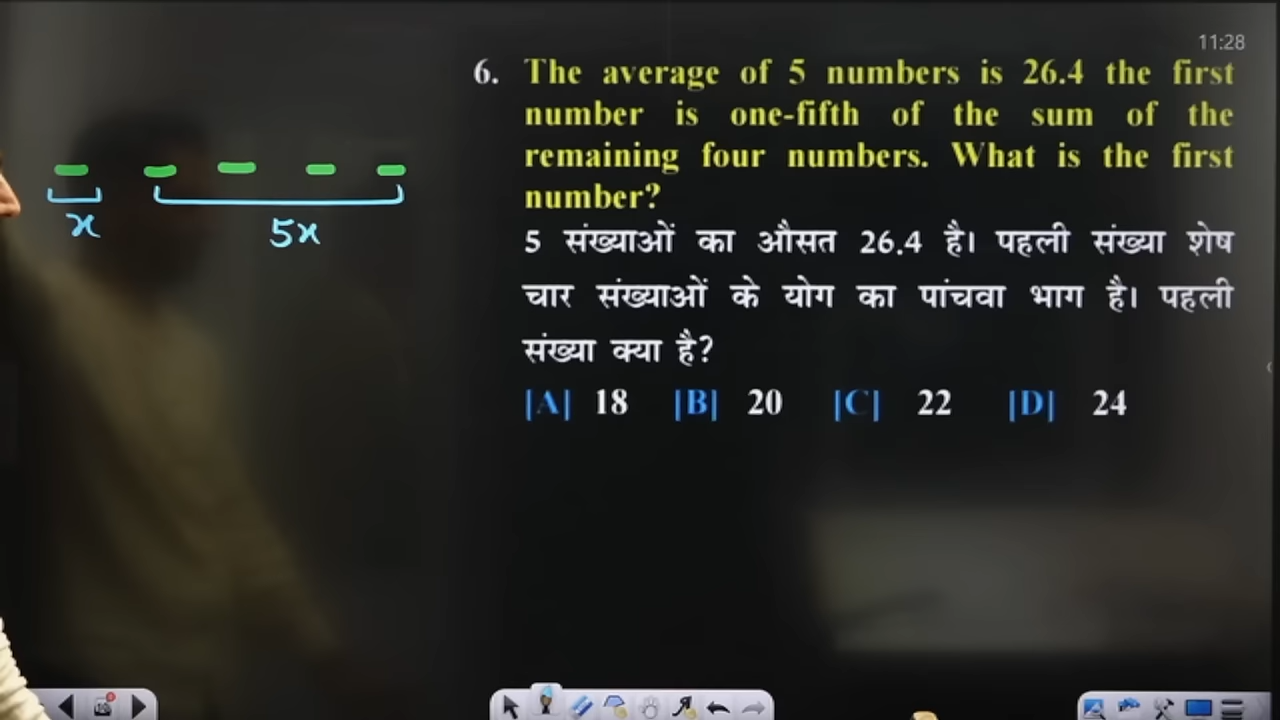 11:28
6. The average of 5 numbers is 26.4 the first
number is one-fifth of the sum of the
remaining four numbers. What is the first
number?
5 संख्याओं का औसत 26.4 है। पहली संख्या शेष
चार संख्याओं के योग का पांचवा भाग है। पहली
संख्या क्या है?
[A] 18 [B] 20 [C] 22 [D] 24
x 5x